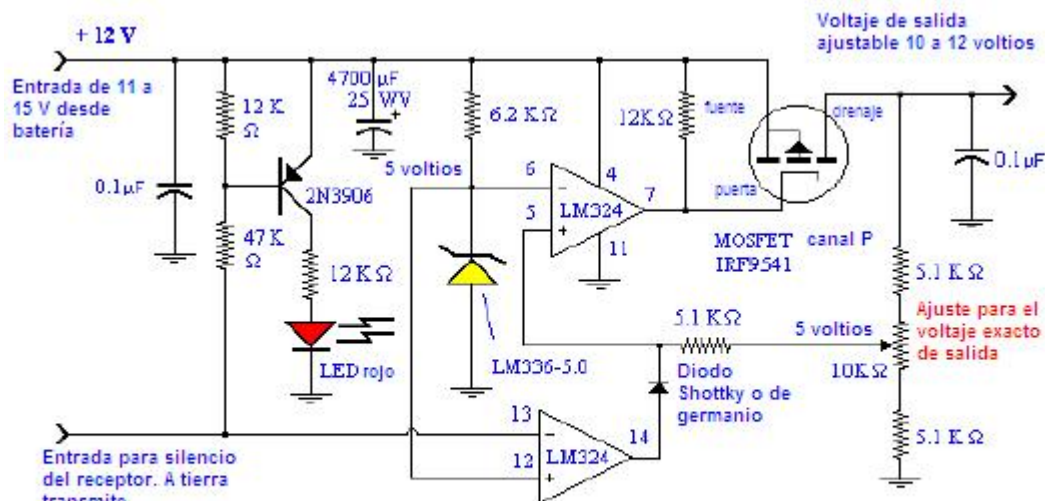 + 12 V
Voltaje de salida
ajustable 10 a 12 voltios
Entrada de 11 a
15 V desde
batería
12 K
Ω
4700 µF
25 WV
+
6.2 K Ω
12K Ω
fuente
drenaje
0.1µF
5 voltios
6
4
7
5
LM324
11
puerta
0.1µF
2N3906
47 K
Ω
12 K Ω
MOSFET canal P
IRF9541
5.1 K Ω
5.1 K Ω
5 voltios
Ajuste para el
voltaje exacto
de salida
10K Ω
LED rojo
LM336-5.0
Diodo
Shottky o de
germanio
13
14
12
LM324
5.1 K Ω
Entrada para silencio
del receptor. A tierra
transmite